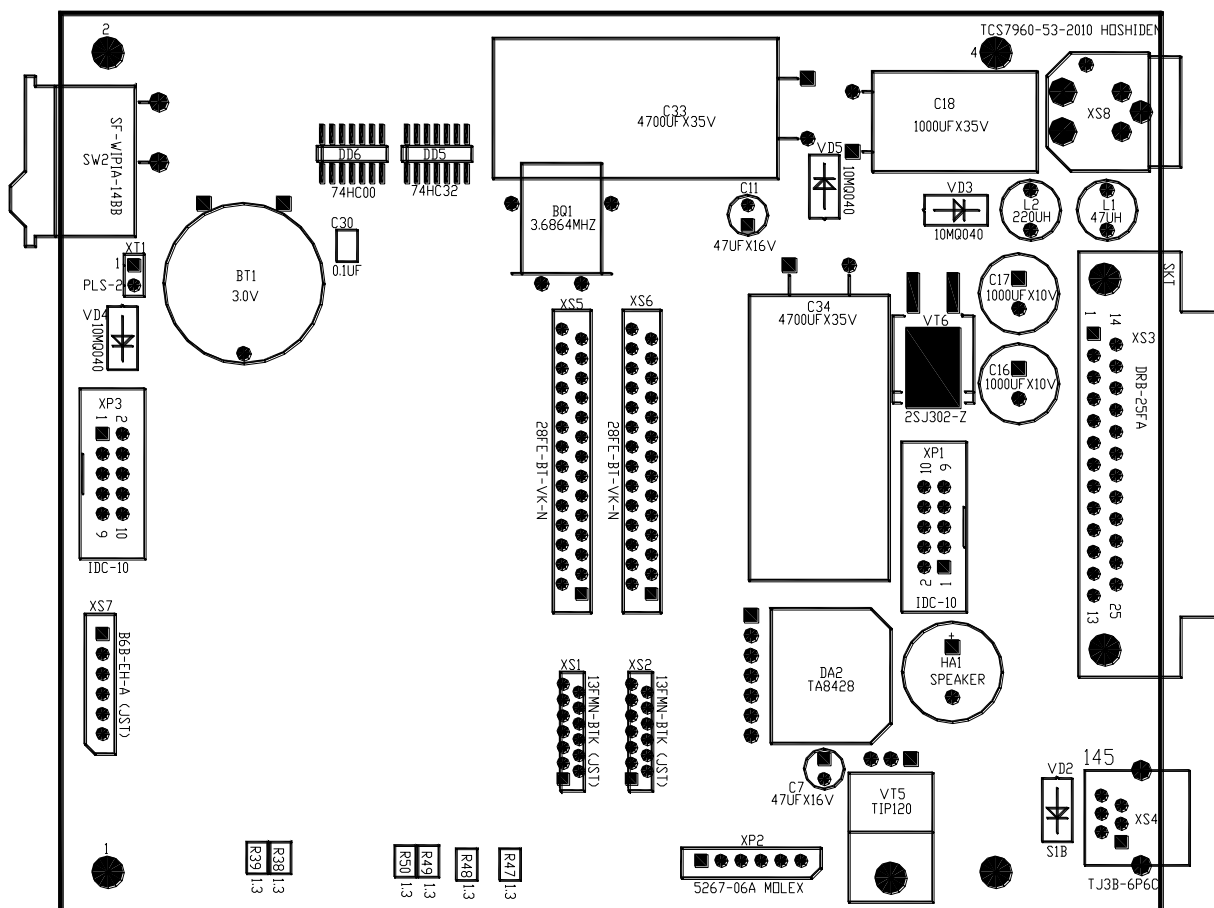 2
TCS7960-53-2010 HOSHIDEN
4
SF-WIPIA-14BB
SW2
DD6
74HC00
DD5
74HC32
C33
4700UFX35V
C18
1000UFX35V
XS8
VD5
10MQ040
C11
47UFX16V
VD3
10MQ040
L2
220UH
L1
47UH
BQ1
3.6864MHZ
C30
0.1UF
XT1
1
PLS-2
BT1
3.0V
VD4
10MQ040
XS5
28FE-BT-VK-N
XS6
28FE-BT-VK-N
C34
4700UFX35V
VT6
2SJ302-Z
C17
1000UFX10V
C16
1000UFX10V
SKT
1
14
XS3
DRB-25FA
13
25
XP3
1
2
9
10
IDC-10
XP1
10
9
2
1
IDC-10
XS7
B6B-EH-A (JST)
XS1
13FMN-BTK (JST)
XS2
13FMN-BTK (JST)
DA2
TA8428
+
HA1
SPEAKER
C7
47UFX16V
VT5
TIP120
VD2
S1B
145
XS4
TJ3B-6P6C
1
R39
1.3
R38
1.3
R50
1.3
R49
1.3
R48
1.3
R47
1.3
XP2
5267-06A MOLEX